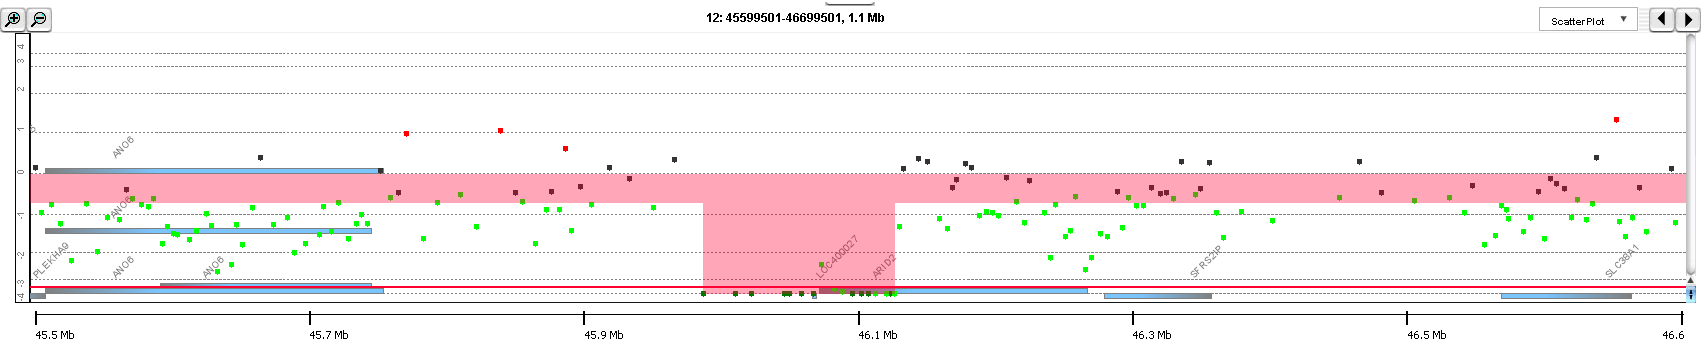 12: 45599501-46699501, 1.1 Mb
ScatterPlot
4
3
2
1
0
-1
-2
-3
-4
ANO6
ANO6
PLEKHA9
ANO6
ANO6
LOC400027
ARID2
SFRS2IP
SLC38A1
45.5 Mb
45.7 Mb
45.9 Mb
46.1 Mb
46.3 Mb
46.5 Mb
46.6